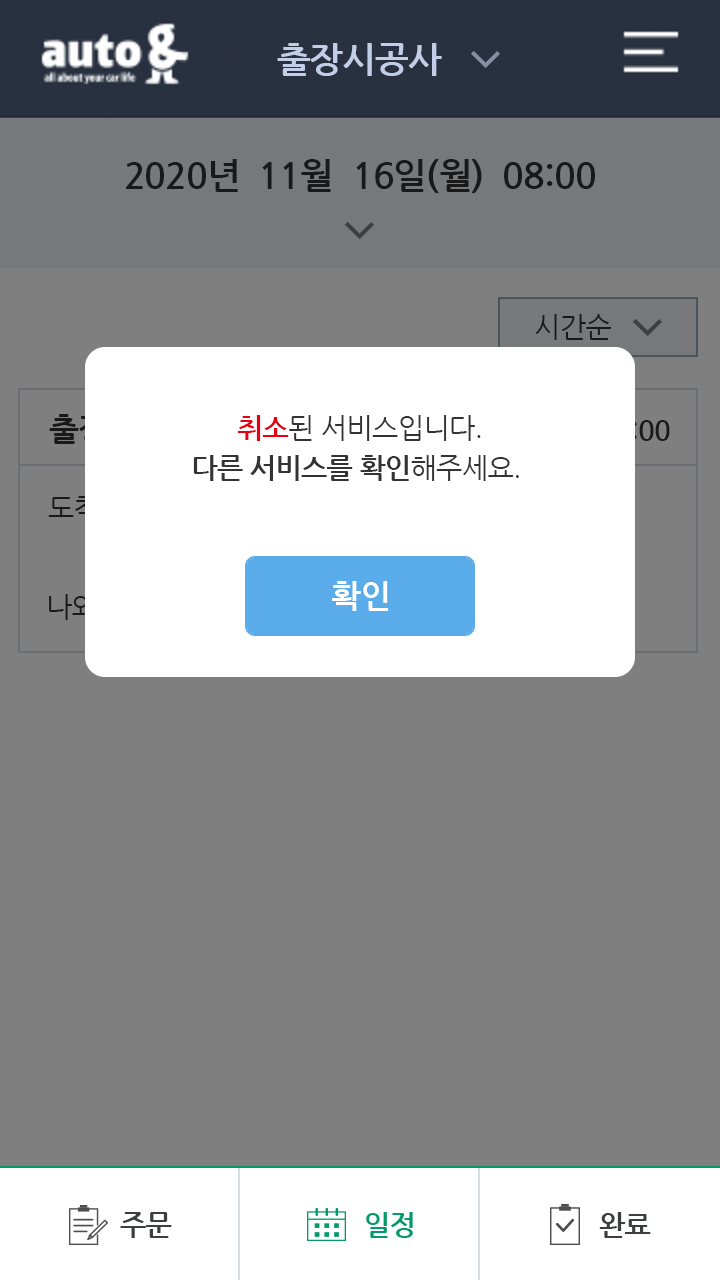 auto&
all about your car life
출장시공사
2020년 11월 16일(월) 08:00
시간순
:00
취소된 서비스입니다.
다른 서비스를 확인해주세요.
확인
주문
일정
완료